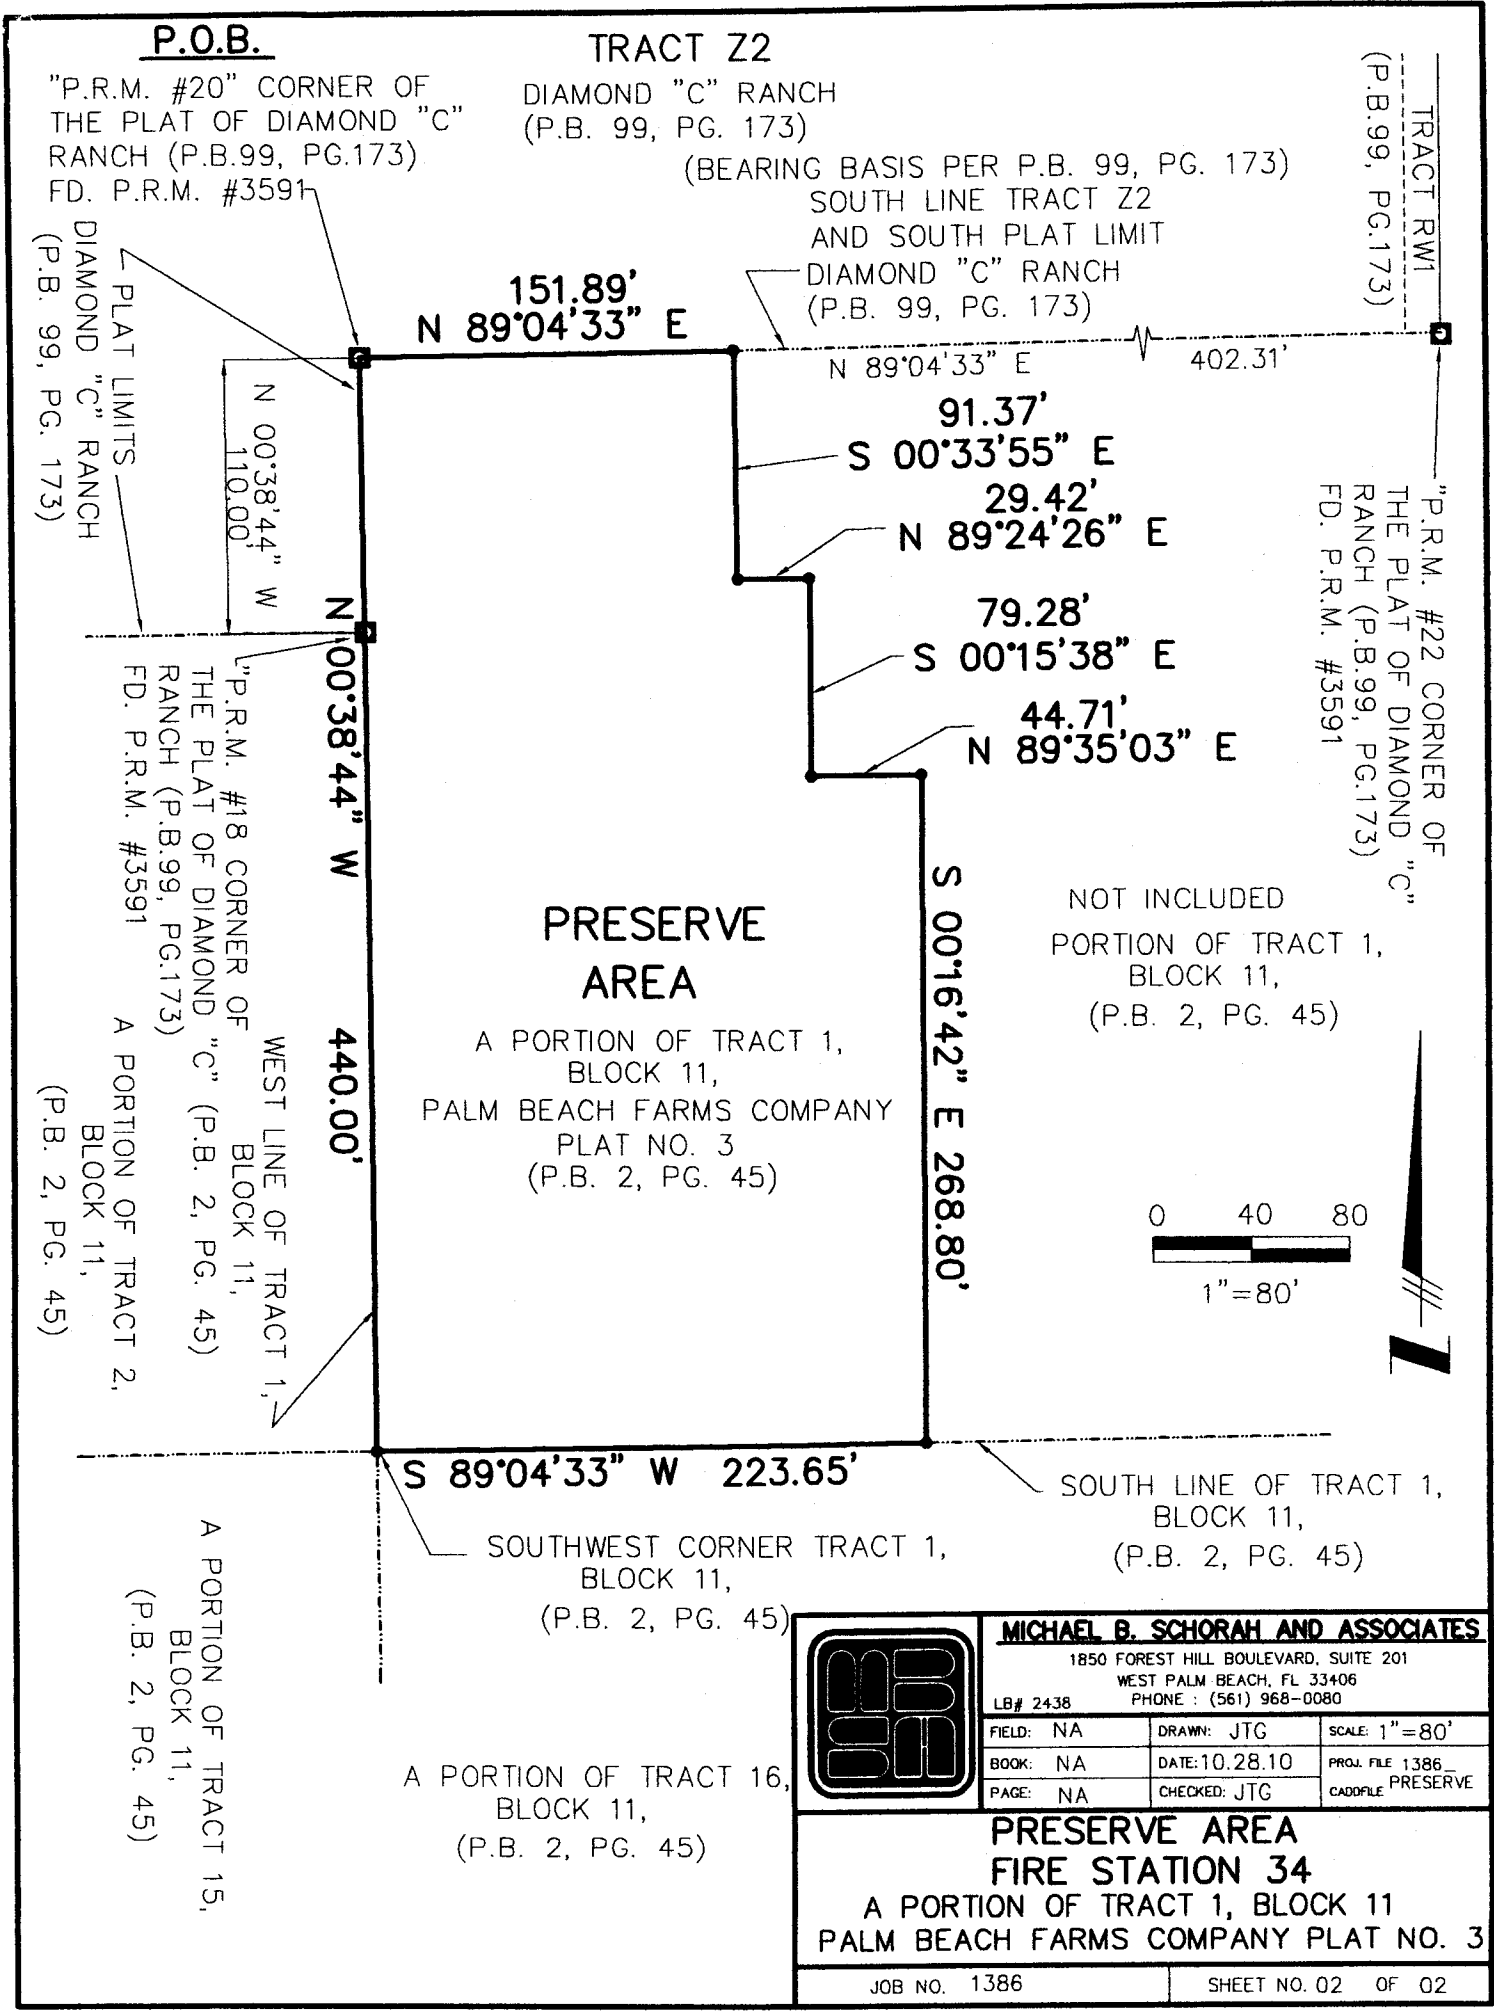 P.O.B.
"P.R.M. #20" CORNER OF
THE PLAT OF DIAMOND "C"
RANCH (P.B.99, PG.173)
FD. P.R.M. #3591
TRACT Z2
DIAMOND "C" RANCH
(P.B. 99, PG. 173)
(BEARING BASIS PER P.B. 99, PG. 173)
SOUTH LINE TRACT Z2
AND SOUTH PLAT LIMIT
DIAMOND "C" RANCH
(P.B. 99, PG. 173)
TRACT RW1
(P.B.99, PG.173)
PLAT LIMITS
DIAMOND "C" RANCH
(P.B. 99, PG. 173)
151.89'
N 89°04'33" E
N 89°04'33" E
402.31'
N 00°38'44" W
110.00'
91.37'
S 00°33'55" E
29.42'
N 89°24'26" E
79.28'
S 00°15'38" E
44.71'
N 89°35'03" E
"P.R.M. #22 CORNER OF
THE PLAT OF DIAMOND "C"
RANCH (P.B.99, PG.173)
FD. P.R.M. #3591
N 00°38'44" W 440.00'
"P.R.M. #18 CORNER OF
THE PLAT OF DIAMOND "C"
RANCH (P.B.99, PG.173)
FD. P.R.M. #3591
PRESERVE
AREA
A PORTION OF TRACT 1,
BLOCK 11,
PALM BEACH FARMS COMPANY
PLAT NO. 3
(P.B. 2, PG. 45)
S 00°16'42" E 268.80'
NOT INCLUDED
PORTION OF TRACT 1,
BLOCK 11,
(P.B. 2, PG. 45)
WEST LINE OF TRACT 1,
BLOCK 11,
(P.B. 2, PG. 45)
A PORTION OF TRACT 2,
BLOCK 11,
(P.B. 2, PG. 45)
0 40 80
1"=80'
N
S 89°04'33" W 223.65'
SOUTH LINE OF TRACT 1,
BLOCK 11,
(P.B. 2, PG. 45)
SOUTHWEST CORNER TRACT 1,
BLOCK 11,
(P.B. 2, PG. 45)
A PORTION OF TRACT 15,
BLOCK 11,
(P.B. 2, PG. 45)
A PORTION OF TRACT 16,
BLOCK 11,
(P.B. 2, PG. 45)
MICHAEL B. SCHORAH AND ASSOCIATES
1850 FOREST HILL BOULEVARD, SUITE 201
WEST PALM BEACH, FL 33406
LB# 2438 PHONE : (561) 968-0080
FIELD: NA DRAWN: JTG SCALE: 1"=80'
BOOK: NA DATE: 10.28.10 PROJ. FILE 1386_
PAGE: NA CHECKED: JTG CADDFILE PRESERVE
PRESERVE AREA
FIRE STATION 34
A PORTION OF TRACT 1, BLOCK 11
PALM BEACH FARMS COMPANY PLAT NO. 3
JOB NO. 1386 SHEET NO. 02 OF 02